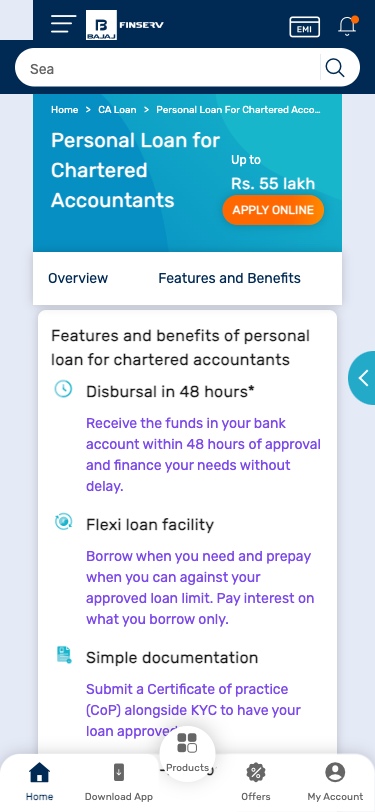 BAJAJ
FINSERV
EMI
Sea
Home > CA Loan > Personal Loan For Chartered Acco...
Personal Loan for
Chartered
Accountants
Up to
Rs. 55 lakh
APPLY ONLINE
Overview
Features and Benefits
Features and benefits of personal
loan for chartered accountants
Disbursal in 48 hours*
Receive the funds in your bank
account within 48 hours of approval
and finance your needs without
delay.
Flexi loan facility
Borrow when you need and prepay
when you can against your
approved loan limit. Pay interest on
what you borrow only.
Simple documentation
Submit a Certificate of practice
(CoP) alongside KYC to have your
loan approved
Home
Download App
Products
Offers
My Account